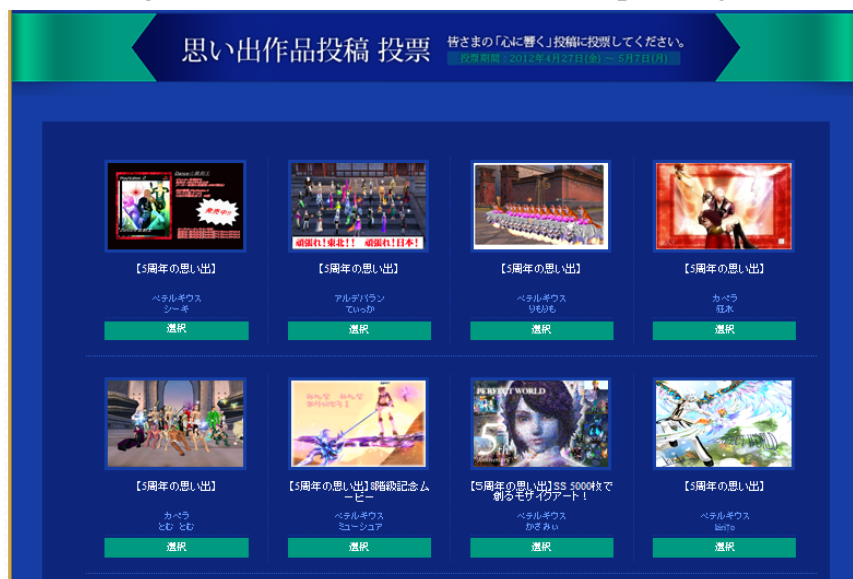 思い出作品投稿 投票
皆さまの「心に響く」投稿に投票してください。
投票期間：2012年4月27日(金) ～ 5月7日(月)
発売中!!
頑張れ！東北！！ 頑張れ！日本！
【5周年の思い出】
ベテルギウス
シーキ
選択
【5周年の思い出】
アルデバラン
ていっか
選択
【5周年の思い出】
ベテルギウス
りもりも
選択
【5周年の思い出】
カペラ
狂水
選択
【5周年の思い出】
カペラ
とむ とむ
選択
【5周年の思い出】8階級記念ム
ービー
ベテルギウス
ミューシュア
選択
PERFECT WORLD
5th
【5周年の思い出】SS 5000枚で
創るモザイクアート！
ベテルギウス
かさみぃ
選択
【5周年の思い出】
ベテルギウス
選択